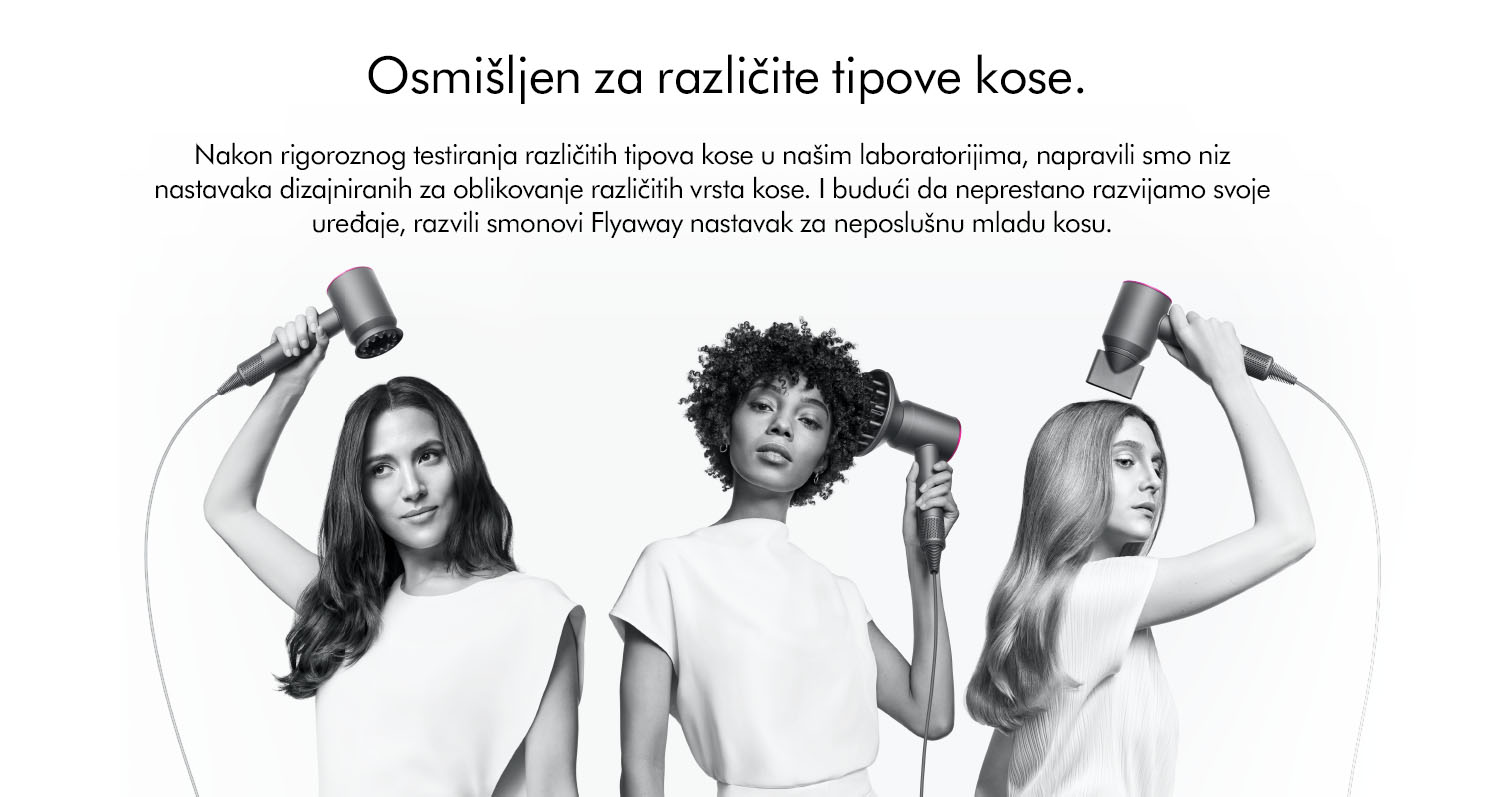 Osmišljen za različite tipove kose.
Nakon rigoroznog testiranja različitih tipova kose u našim laboratorijima, napravili smo niz
nastavaka dizajniranih za oblikovanje različitih vrsta kose. I budući da neprestano razvijamo svoje
uređaje, razvili smonovi Flyaway nastavak za neposlušnu mladu kosu.